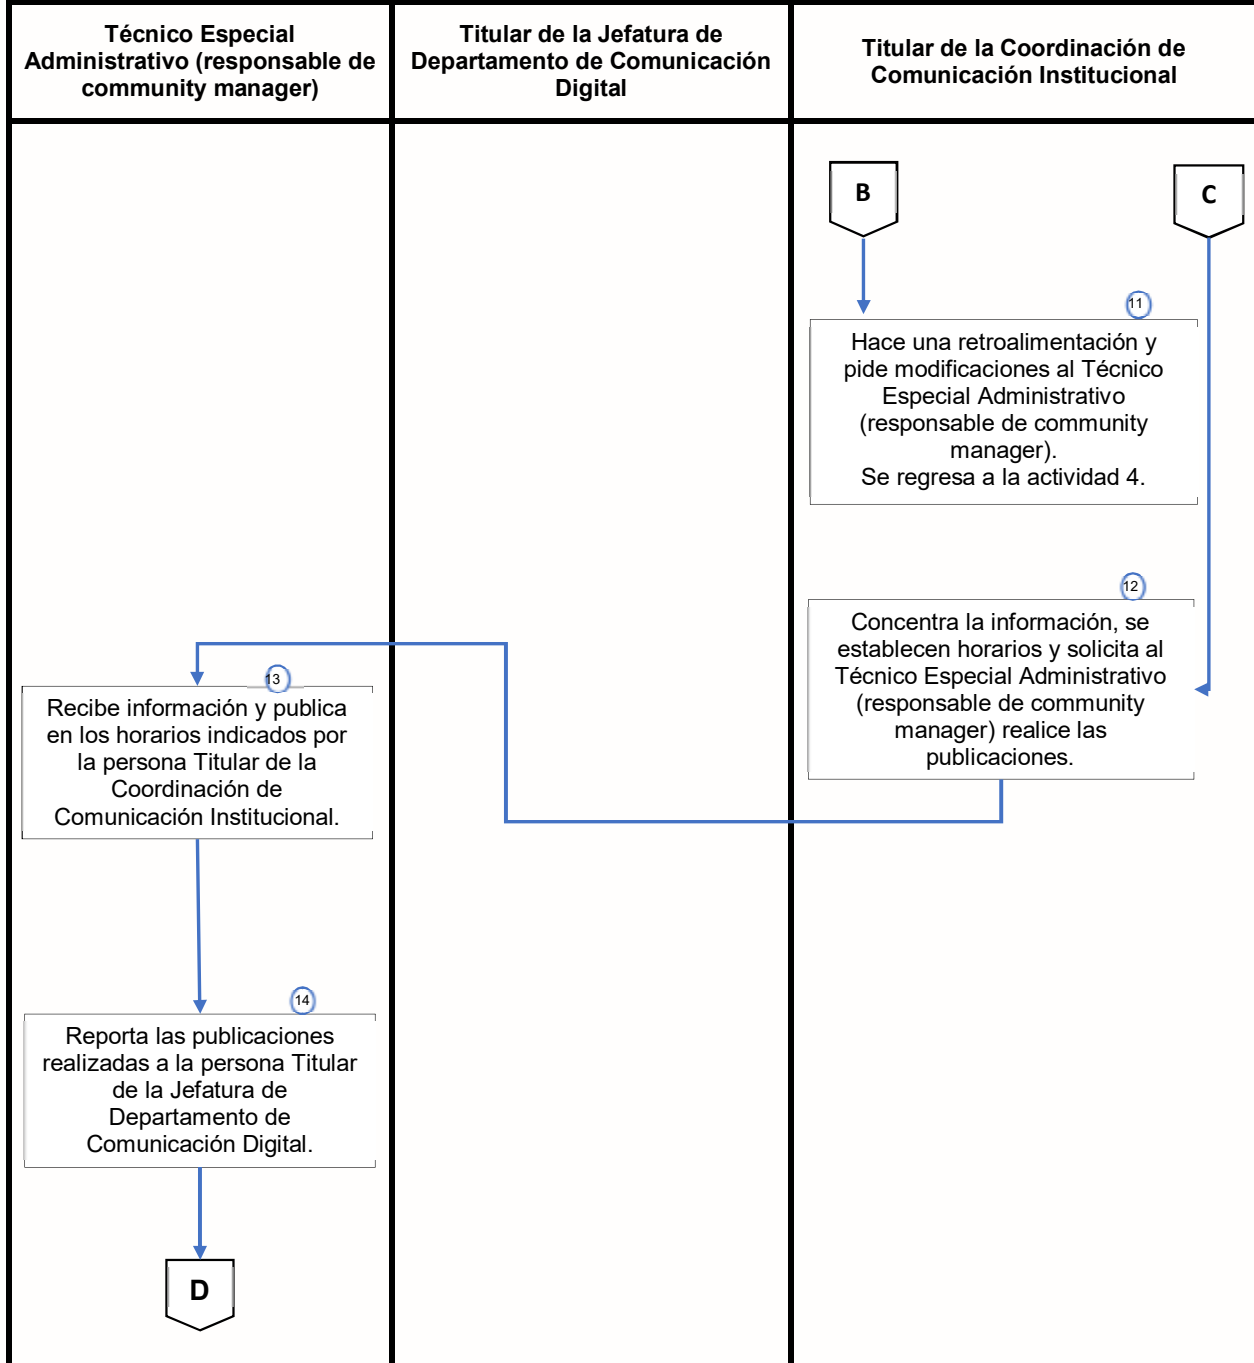 Técnico Especial
Administrativo (responsable de
community manager)
Titular de la Jefatura de
Departamento de Comunicación
Digital
Titular de la Coordinación de
Comunicación Institucional
B
C
11
Hace una retroalimentación y
pide modificaciones al Técnico
Especial Administrativo
(responsable de community
manager).
Se regresa a la actividad 4.
12
Concentra la información, se
establecen horarios y solicita al
Técnico Especial Administrativo
(responsable de community
manager) realice las
publicaciones.
13
Recibe información y publica
en los horarios indicados por
la persona Titular de la
Coordinación de
Comunicación Institucional.
14
Reporta las publicaciones
realizadas a la persona Titular
de la Jefatura de
Departamento de
Comunicación Digital.
D